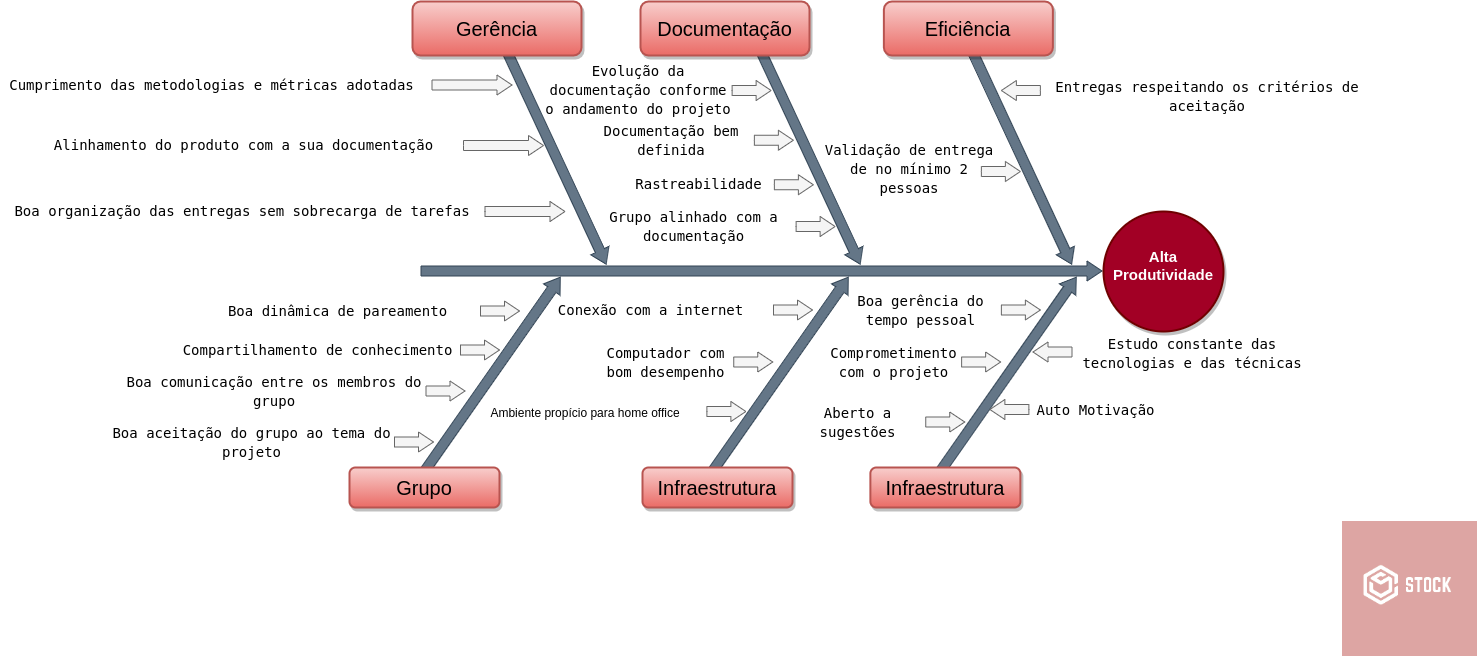 Gerência
Documentação
Eficiência
Cumprimento das metodologias e métricas adotadas
Alinhamento do produto com a sua documentação
Boa organização das entregas sem sobrecarga de tarefas
Evolução da
documentação conforme
o andamento do projeto
Documentação bem
definida
Rastreabilidade
Grupo alinhado com a
documentação
Validação de entrega
de no mínimo 2
pessoas
Entregas respeitando os critérios de
aceitação
Alta
Produtividade
Boa dinâmica de pareamento
Compartilhamento de conhecimento
Boa comunicação entre os membros do
grupo
Boa aceitação do grupo ao tema do
projeto
Conexão com a internet
Computador com
bom desempenho
Ambiente propício para home office
Boa gerência do
tempo pessoal
Comprometimento
com o projeto
Aberto a
sugestões
Estudo constante das
tecnologias e das técnicas
Auto Motivação
Grupo
Infraestrutura
Infraestrutura
STOCK